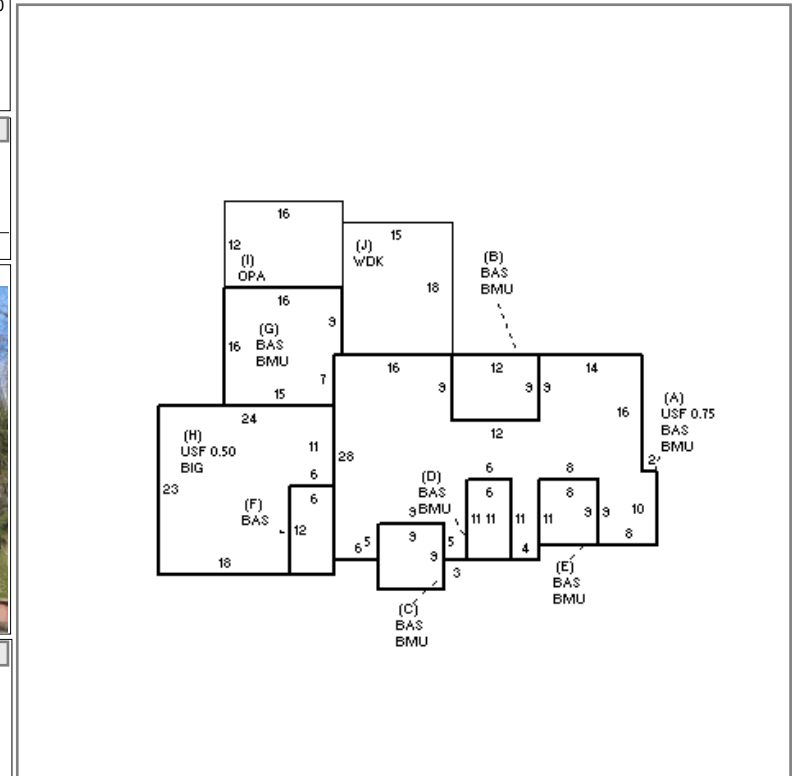 16
12
(I)
OPA
15
(J)
WDK
18
(B)
BAS
BMU
16
9
(G)
BAS
BMU
16
7
15
16
9
12
9
9
14
12
16
(A)
USF 0.75
BAS
BMU
2
24
(H)
USF 0.50
BIG
11
28
23
6
6
(F)
BAS
12
18
(D)
BAS
BMU
6
6
11
11
11
4
8
8
11
9
9
10
8
9
9
9
6
5
5
3
(C)
BAS
BMU
(E)
BAS
BMU